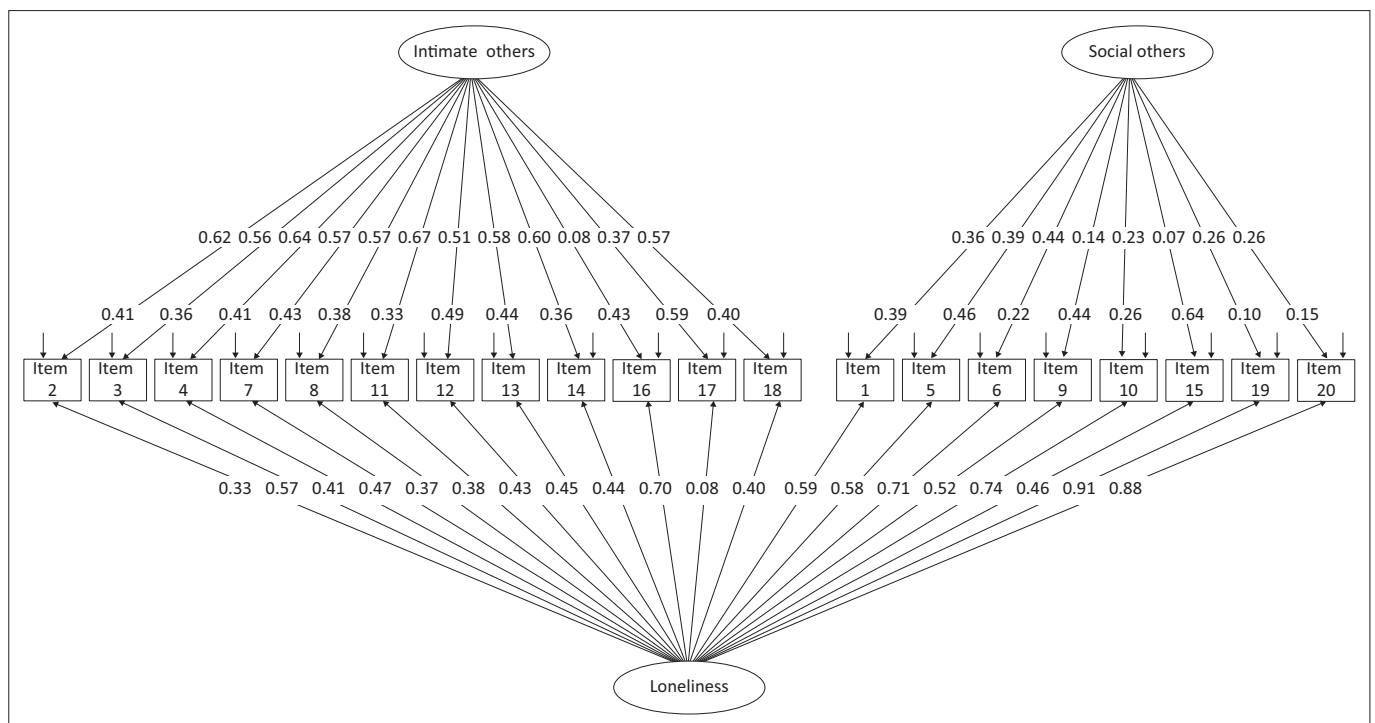 Intimate others
Social others
0.62 0.56 0.64 0.57 0.57 0.67 0.51 0.58 0.60 0.08 0.37 0.57
0.36 0.39 0.44 0.14 0.23 0.07 0.26 0.26
0.41 0.36 0.41 0.43 0.38 0.33 0.49 0.44 0.36 0.43 0.59 0.40
0.39 0.46 0.22 0.44 0.26 0.64 0.10 0.15
Item
2
Item
3
Item
4
Item
7
Item
8
Item
11
Item
12
Item
13
Item
14
Item
16
Item
17
Item
18
Item
1
Item
5
Item
6
Item
9
Item
10
Item
15
Item
19
Item
20
0.33 0.57 0.41 0.47 0.37 0.38 0.43 0.45 0.44 0.70 0.08 0.40 0.59 0.58 0.71 0.52 0.74 0.46 0.91 0.88
Loneliness